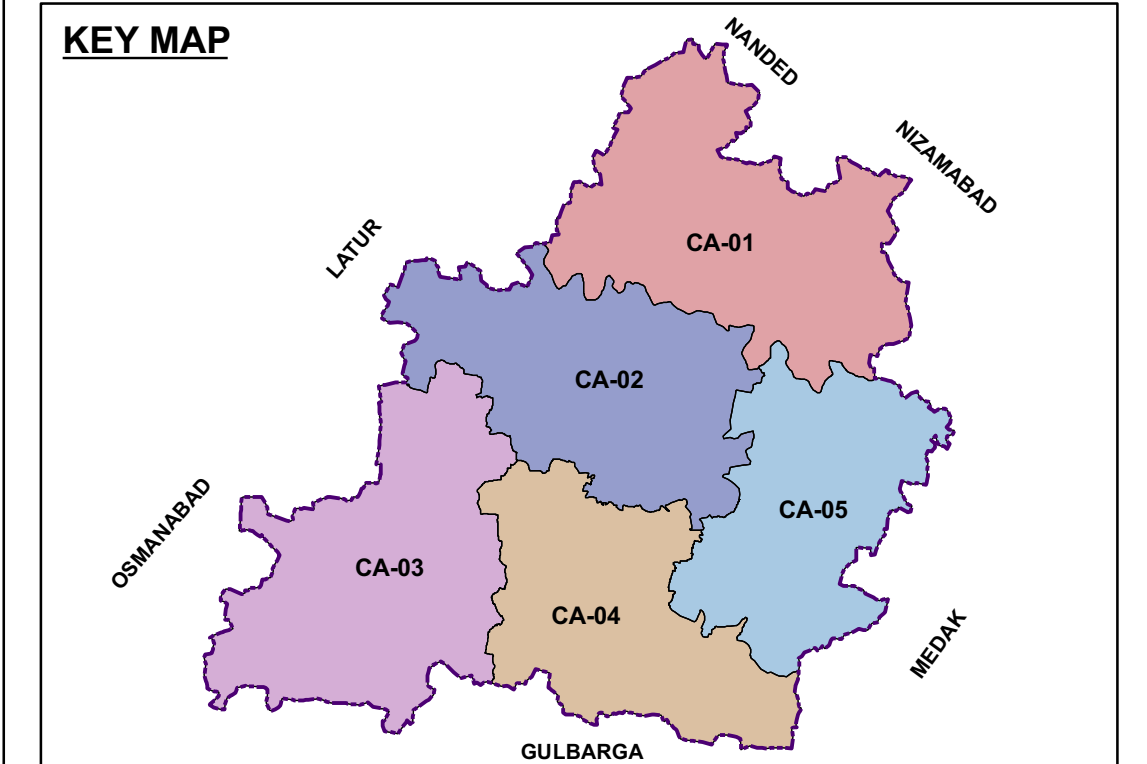 KEY MAP
NANDED
NIZAMABAD
LATUR
CA-01
CA-02
OSMANABAD
CA-05
CA-03
CA-04
MEDAK
GULBARGA